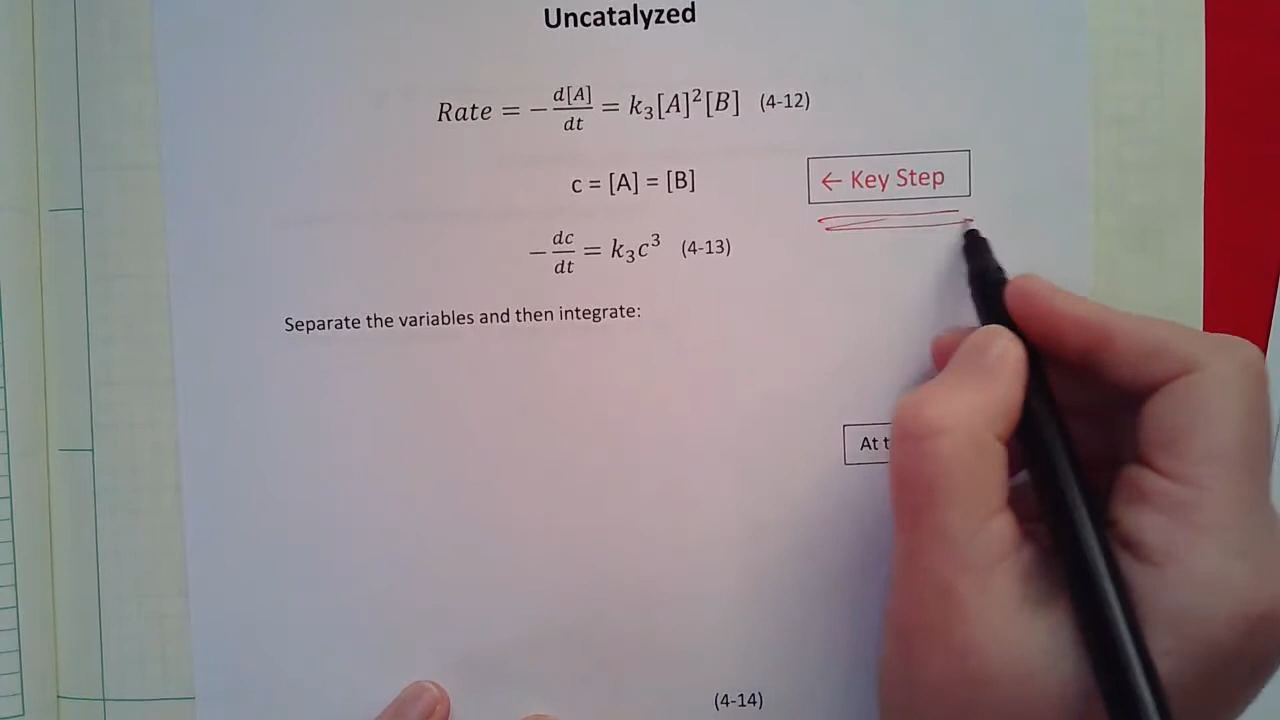 Uncatalyzed
Rate = − d[A]/dt = k₃[A]²[B] (4-12)
c = [A] = [B]
← Key Step
− dc/dt = k₃c³ (4-13)
Separate the variables and then integrate:
At t
(4-14)